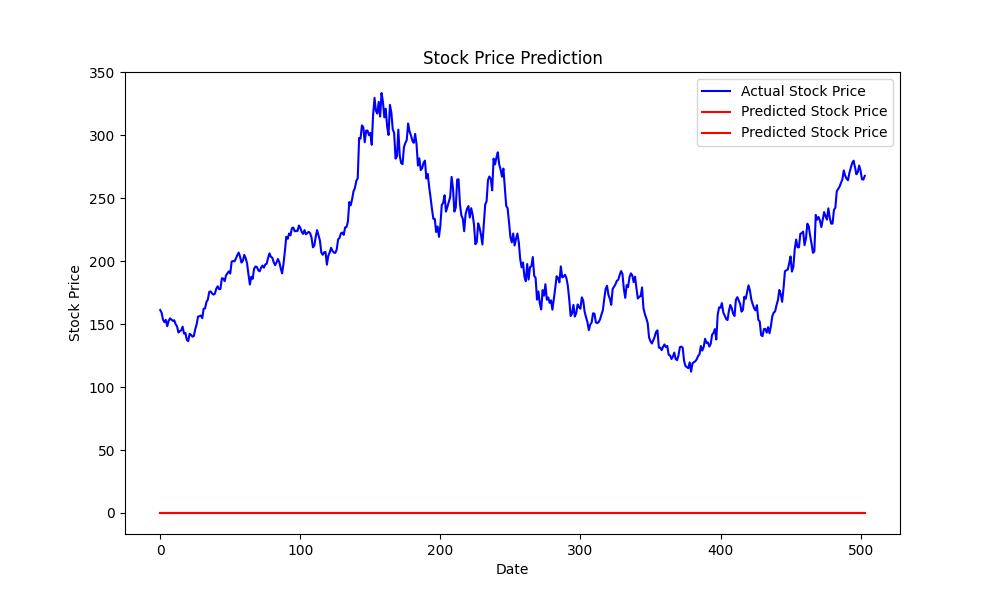 Stock Price Prediction
Actual Stock Price
Predicted Stock Price
Predicted Stock Price
Stock Price
350
300
250
200
150
100
50
0
0 100 200 300 400 500
Date